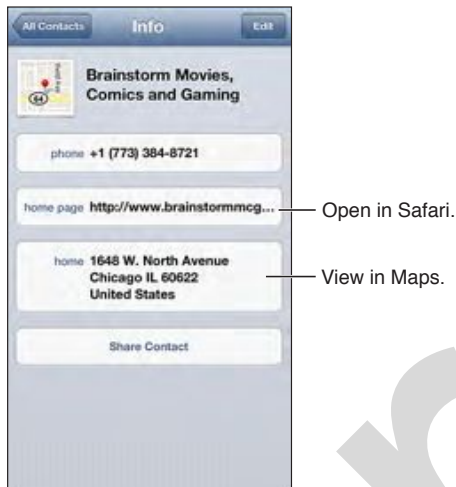 All Contacts
Info
Edit
Brainstorm Movies,
Comics and Gaming
phone +1 (773) 384-8721
home page http://www.brainstormmcg...
Open in Safari.
home 1648 W. North Avenue
Chicago IL 60622
United States
View in Maps.
Share Contact